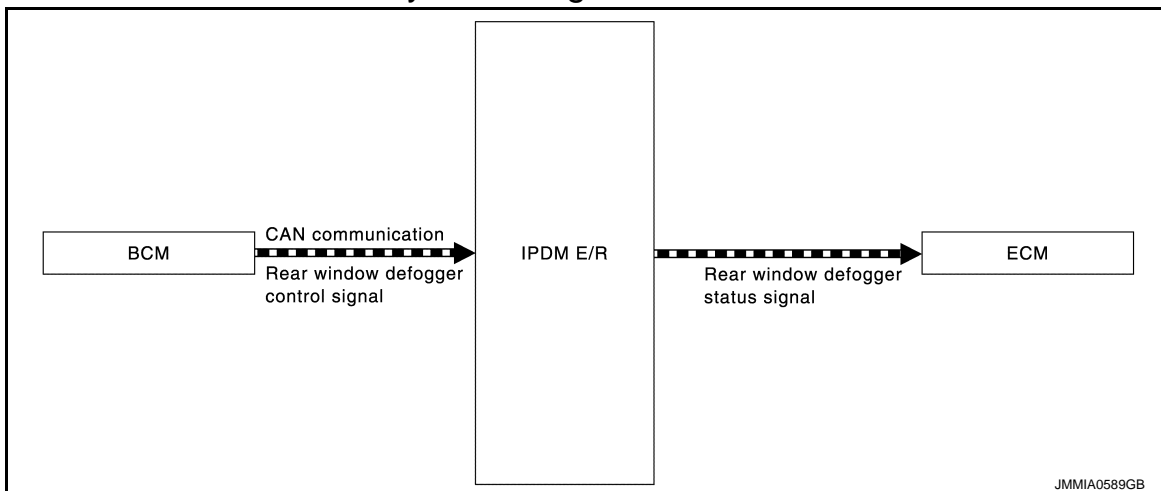 BCM
CAN communication
Rear window defogger
control signal
IPDM E/R
Rear window defogger
status signal
ECM
JMMIA0589GB